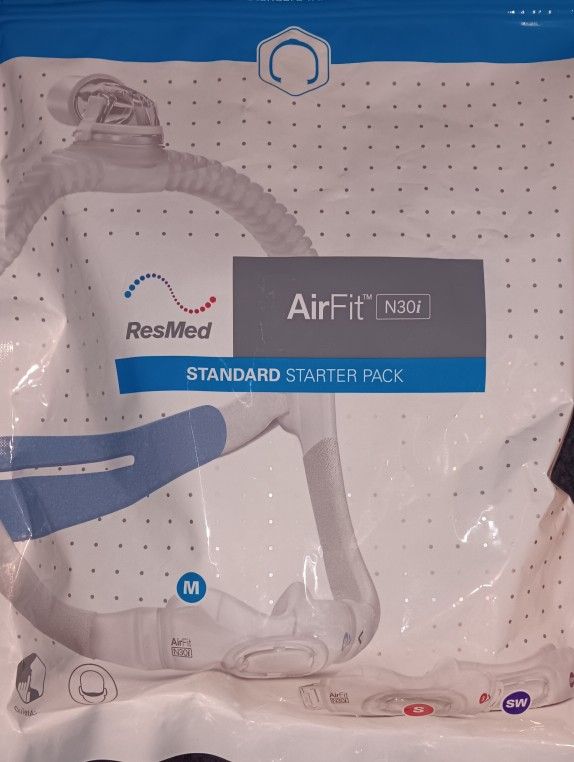 AirFit™ N30i
ResMed
STANDARD STARTER PACK
M
AirFit
N30i
AirFit
N30i
S
SW